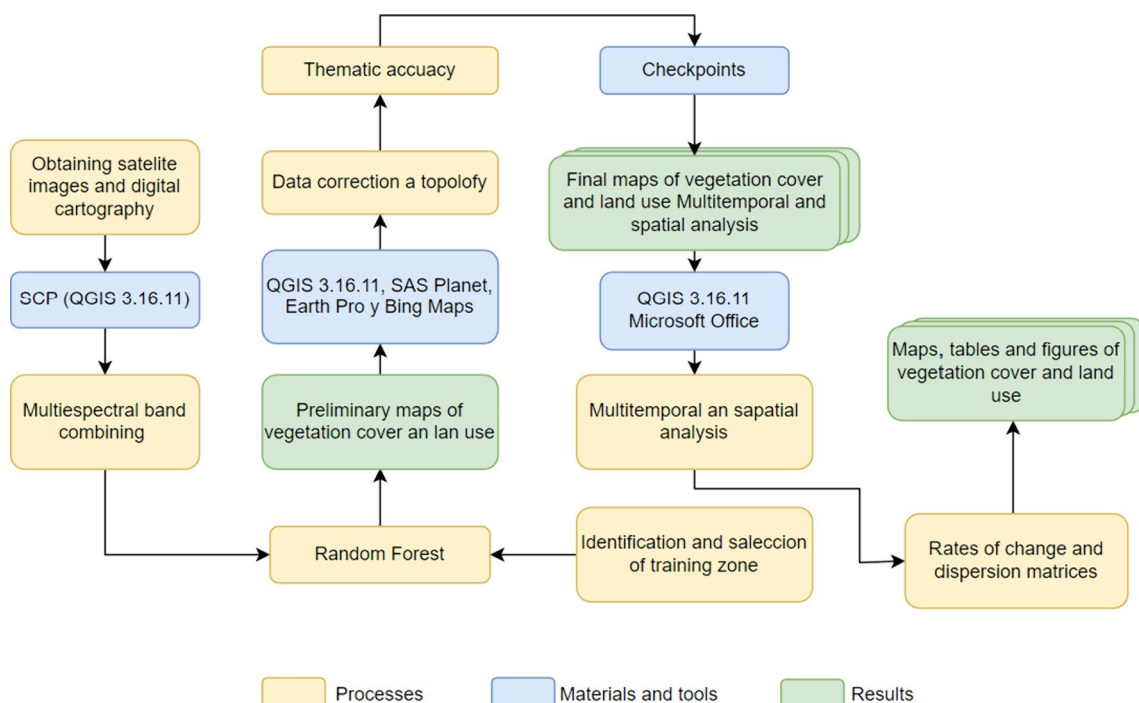 Thematic accuacy
Checkpoints
Obtaining satelite
images and digital
cartography
Data correction a topolofy
Final maps of vegetation cover
and land use Multitemporal and
spatial analysis
SCP (QGIS 3.16.11)
QGIS 3.16.11, SAS Planet,
Earth Pro y Bing Maps
QGIS 3.16.11
Microsoft Office
Maps, tables and figures of
vegetation cover and land
use
Multiespectral band
combining
Preliminary maps of
vegetation cover an lan use
Multitemporal an sapatial
analysis
Random Forest
Identification and saleccion
of training zone
Rates of change and
dispersion matrices
Processes
Materials and tools
Results